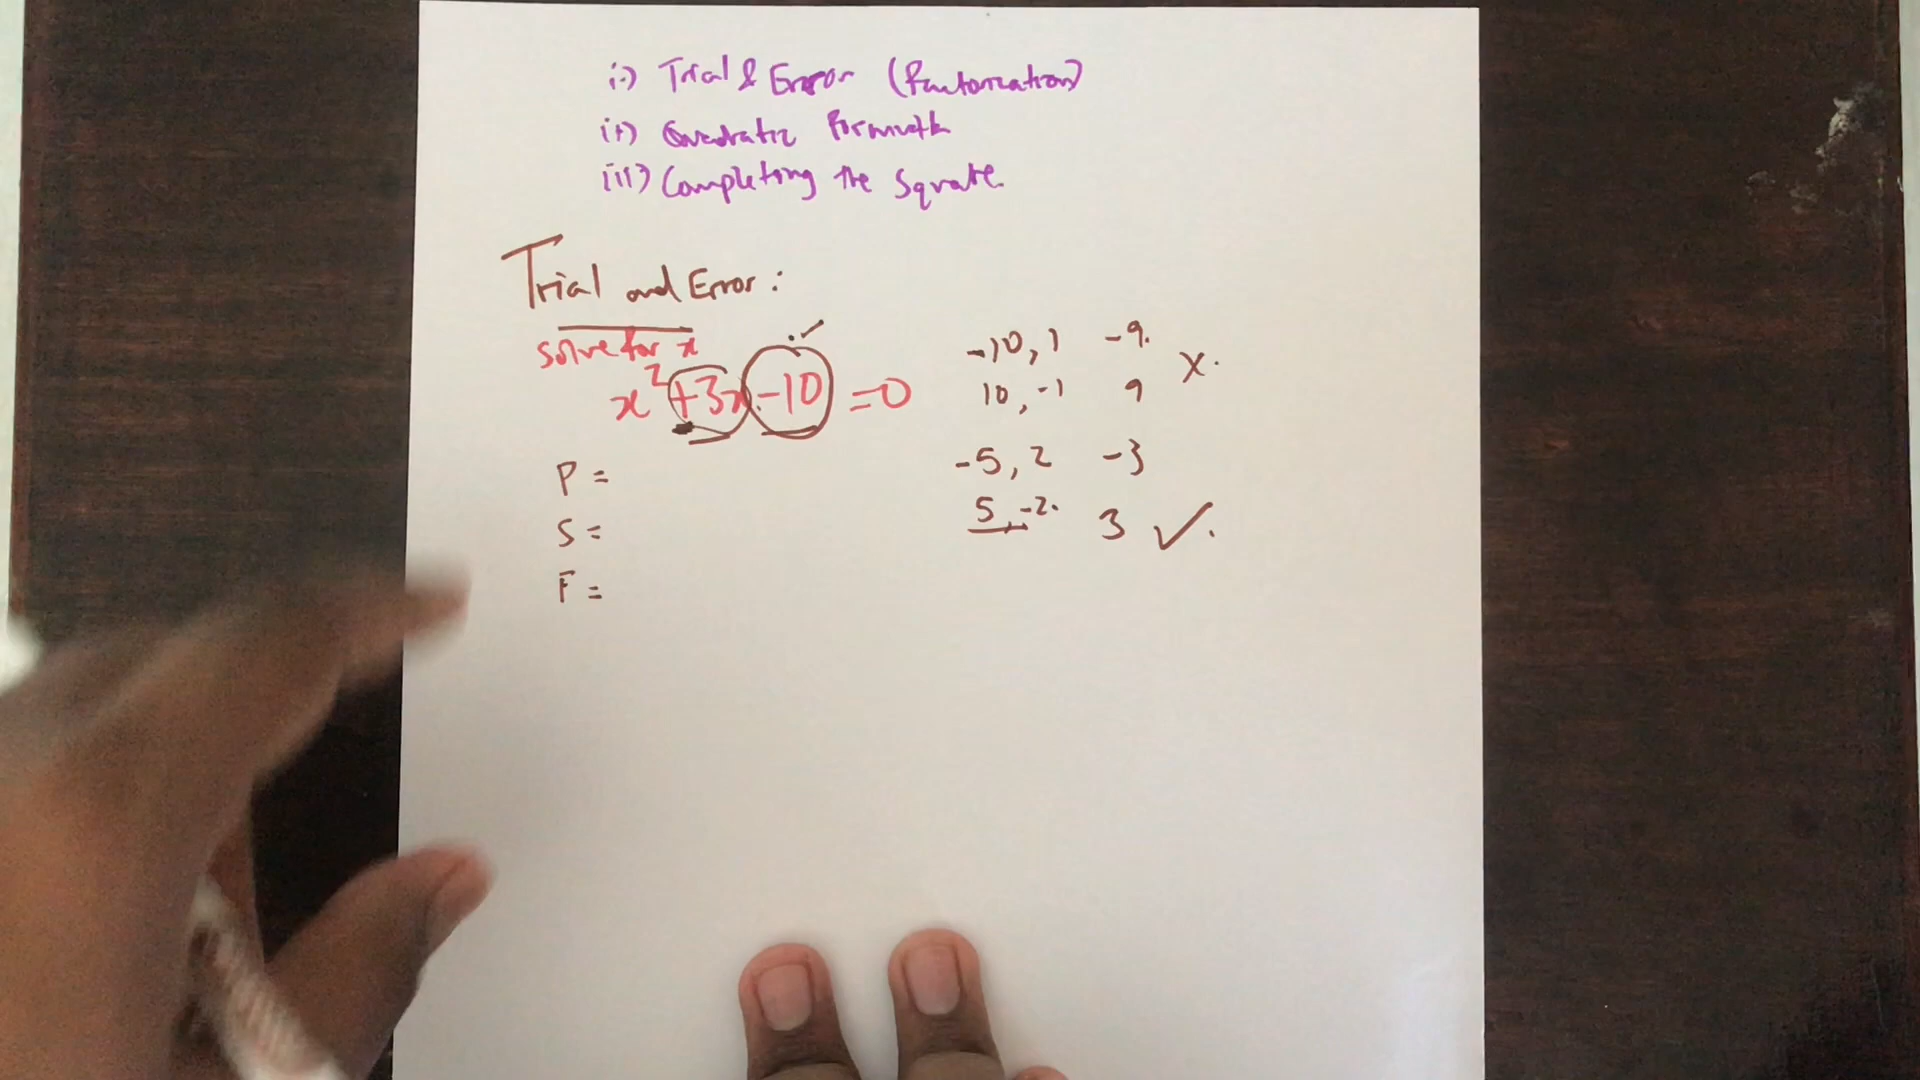 i.) Trial & Error (Factorization)
ii) Quadratic Formula
iii) Completing the Square.
Trial and Error:
solve for x
x² +3x -10 = 0
-10, 1 -9.
10, -1 9
X.
-5, 2 -3
5, -2. 3 ✓.
P =
S =
F =